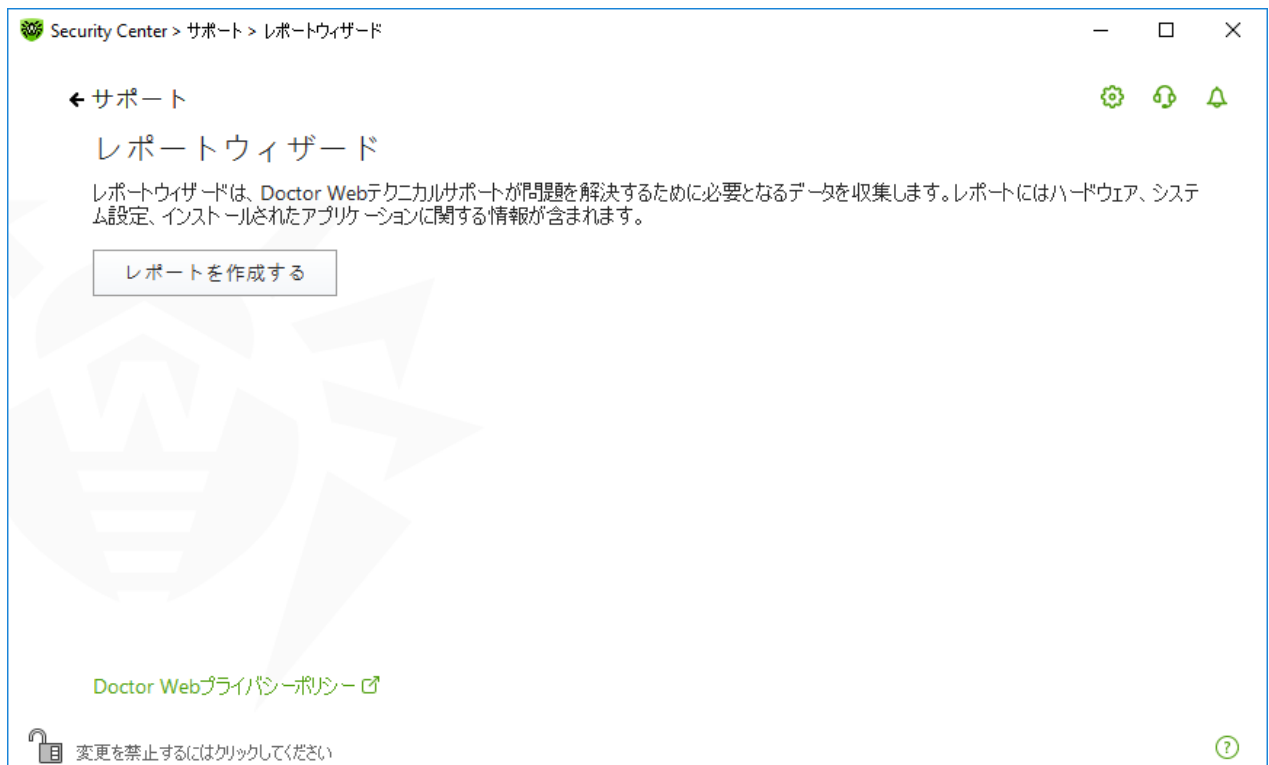 Security Center > サポート > レポートウィザード
サポート
レポートウィザード
レポートウィザードは、Doctor Webテクニカルサポートが問題を解決するために必要となるデータを収集します。レポートにはハードウェア、システ
ム設定、インストールされたアプリケーションに関する情報が含まれます。
レポートを作成する
Doctor Webプライバシーポリシー
変更を禁止するにはクリックしてください